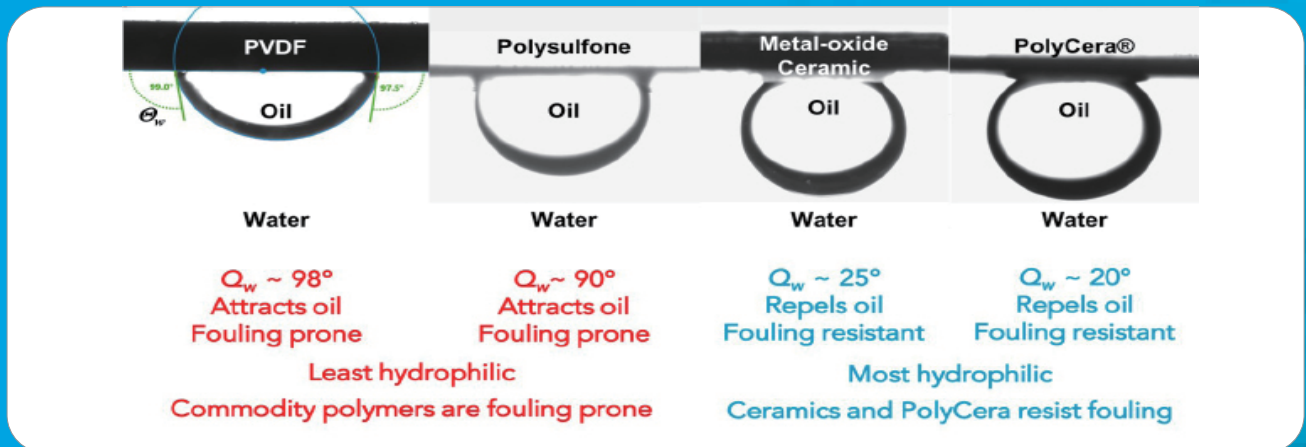 PVDF
Oil
99.0°
97.5°
Θw
Water
Polysulfone
Oil
Water
Metal-oxide
Ceramic
Oil
Water
PolyCera®
Oil
Water
Qw ~ 98°
Attracts oil
Fouling prone
Qw~ 90°
Attracts oil
Fouling prone
Qw ~ 25°
Repels oil
Fouling resistant
Qw ~ 20°
Repels oil
Fouling resistant
Least hydrophilic
Most hydrophilic
Commodity polymers are fouling prone
Ceramics and PolyCera resist fouling